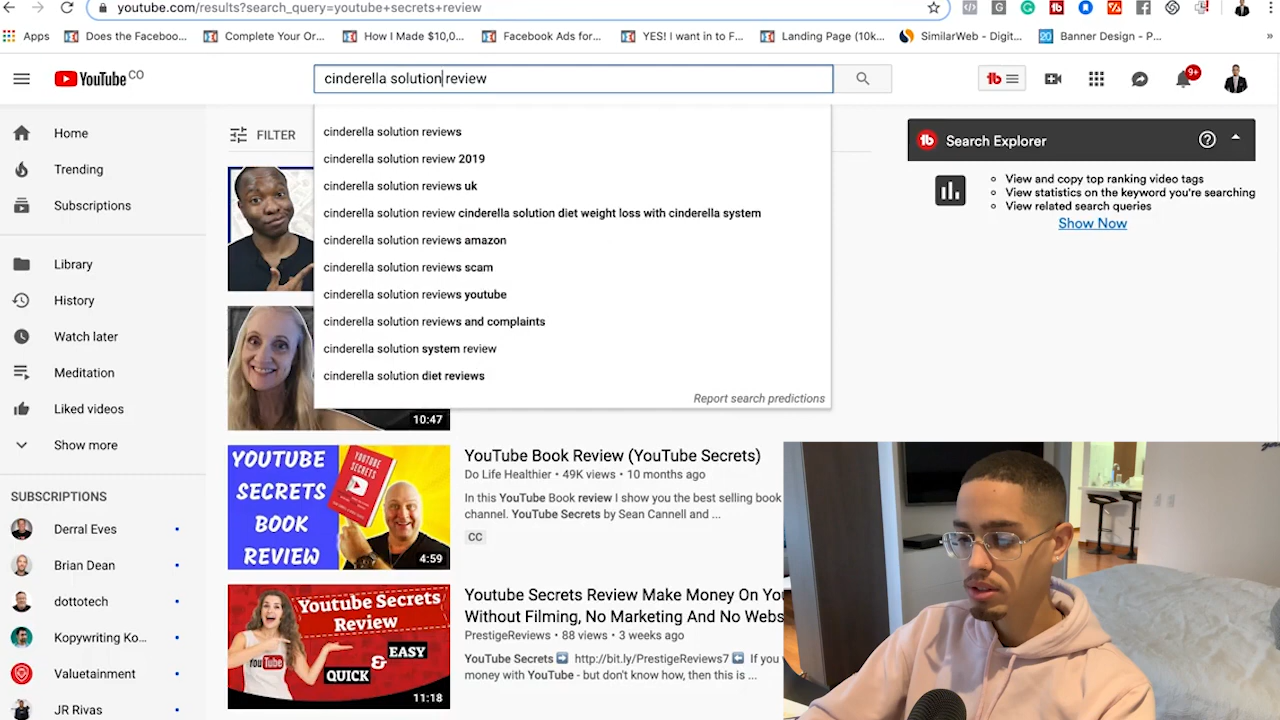 youtube.com/results?search_query=youtube+secrets+review
Apps
Does the Faceboo...
Complete Your Or...
How I Made $10,0...
Facebook Ads for...
YES! I want in to F...
Landing Page (10k...
SimilarWeb - Digit...
20
Banner Design - P...
»
YouTube CO
cinderella solution review
9+
Home
Trending
Subscriptions
Library
History
Watch later
Meditation
Liked videos
Show more
SUBSCRIPTIONS
Derral Eves
Brian Dean
dottotech
Kopywriting Ko...
Valuetainment
JR Rivas
FILTER
cinderella solution reviews
cinderella solution review 2019
cinderella solution reviews uk
cinderella solution review cinderella solution diet weight loss with cinderella system
cinderella solution reviews amazon
cinderella solution reviews scam
cinderella solution reviews youtube
cinderella solution reviews and complaints
cinderella solution system review
cinderella solution diet reviews
Report search predictions
tb Search Explorer
View and copy top ranking video tags
View statistics on the keyword you're searching
View related search queries
Show Now
10:47
YOUTUBE
SECRETS
BOOK
REVIEW
YOUTUBE
SECRETS
4:59
YouTube Book Review (YouTube Secrets)
Do Life Healthier • 49K views • 10 months ago
In this YouTube Book review I show you the best selling book
channel. YouTube Secrets by Sean Cannell and ...
CC
Youtube Secrets
Review
YouTube
EASY
&
QUICK
11:18
Youtube Secrets Review Make Money On You
Without Filming, No Marketing And No Webs
PrestigeReviews • 88 views • 3 weeks ago
YouTube Secrets ➡ http://bit.ly/PrestigeReviews7 ⬅ If you
money with YouTube - but don't know how, then this is ...